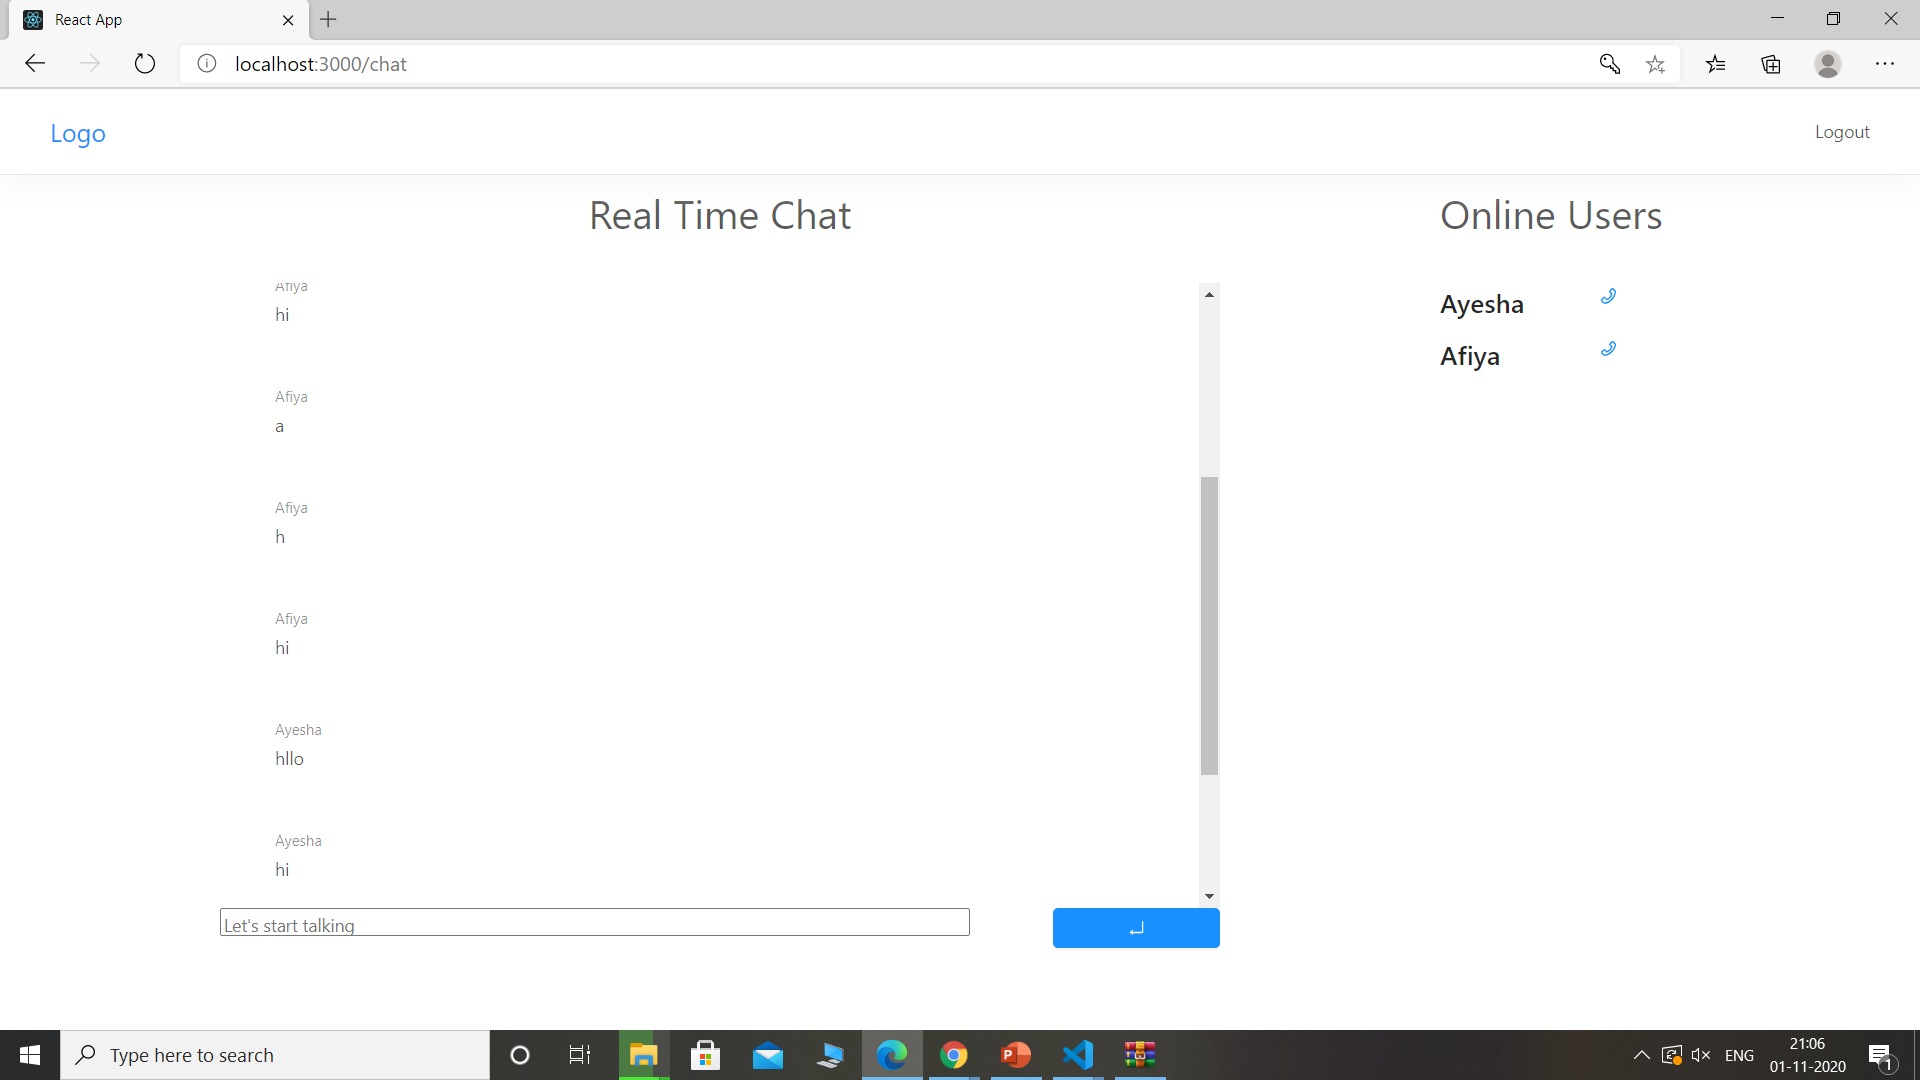 React App
localhost:3000/chat
Logo
Logout
Real Time Chat
Online Users
Afiya
hi
Afiya
a
Afiya
h
Afiya
hi
Ayesha
hllo
Ayesha
hi
Ayesha
Afiya
Let's start talking
Type here to search
ENG
21:06
01-11-2020
1